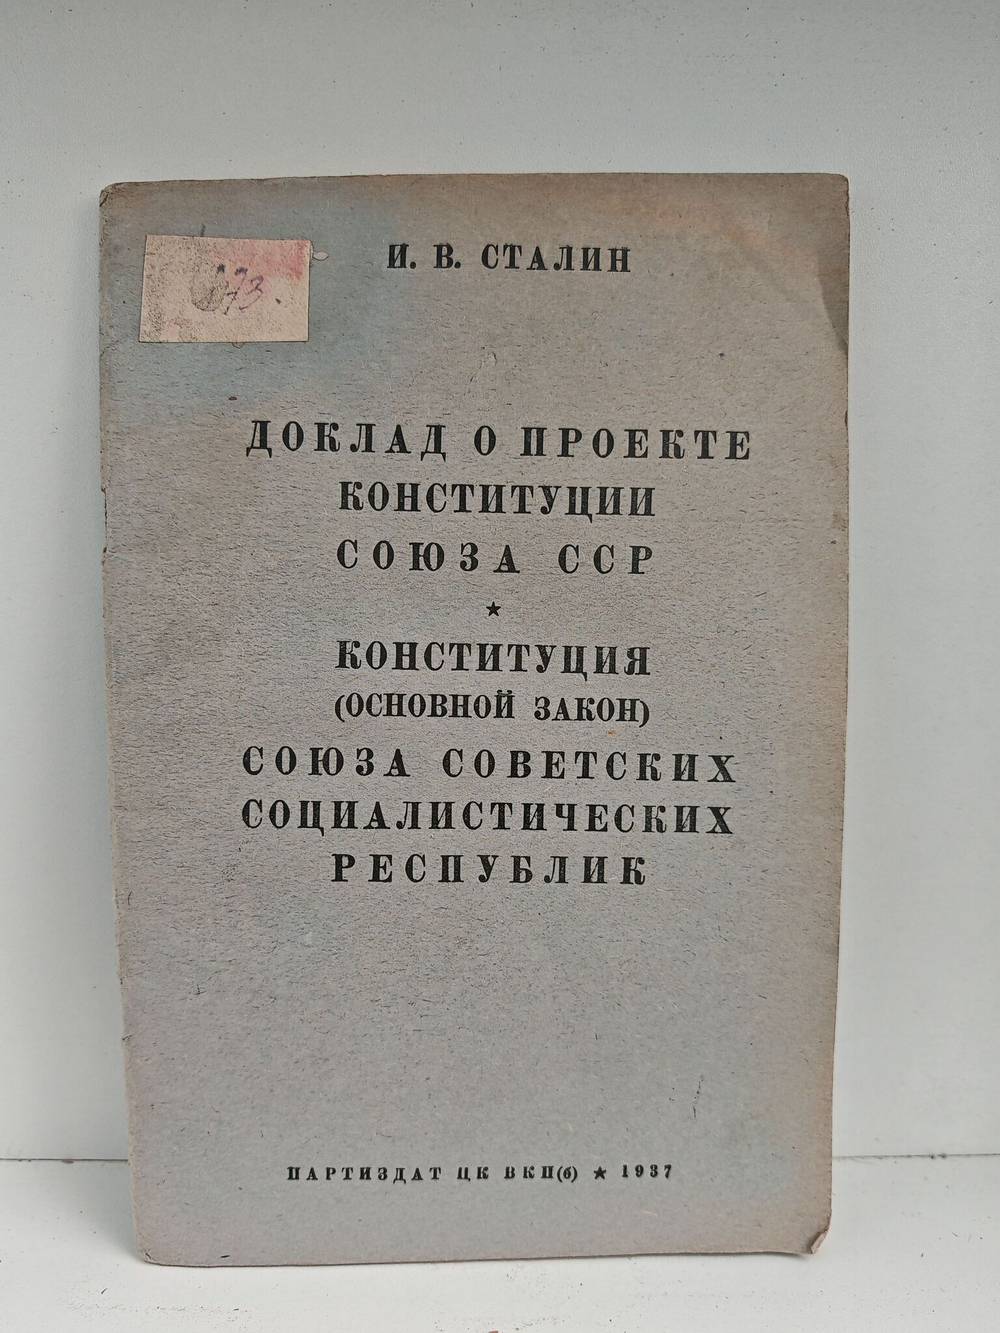 И. В. СТАЛИН
ДОКЛАД О ПРОЕКТЕ
КОНСТИТУЦИИ
СОЮЗА ССР
★
КОНСТИТУЦИЯ
(ОСНОВНОЙ ЗАКОН)
СОЮЗА СОВЕТСКИХ
СОЦИАЛИСТИЧЕСКИХ
РЕСПУБЛИК
ПАРТИЗДАТ ЦК ВКП(б) ★ 1937